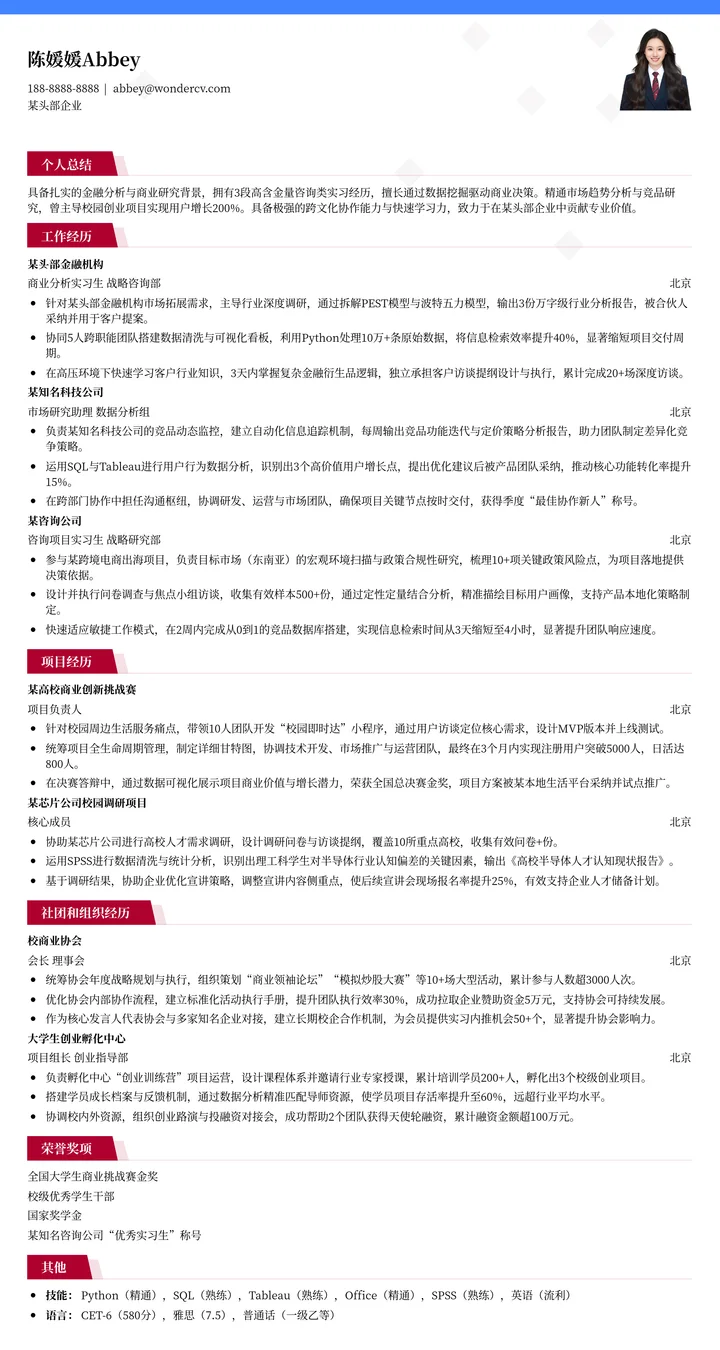 陈媛媛Abbey
188-8888-8888 | abbey@wondercv.com
某头部企业
个人总结
具备扎实的金融分析与商业研究背景，拥有3段高含金量咨询类实习经历，擅长通过数据挖掘驱动商业决策。精通市场趋势分析与竞品研
究，曾主导校园创业项目实现用户增长200%。具备极强的跨文化协作能力与快速学习力，致力于在某头部企业中贡献专业价值。
工作经历
某头部金融机构
商业分析实习生 战略咨询部 北京
• 针对某头部金融机构市场拓展需求，主导行业深度调研，通过拆解PEST模型与波特五力模型，输出3份万字级行业分析报告，被合伙人
采纳并用于客户提案。
• 协同5人跨职能团队搭建数据清洗与可视化看板，利用Python处理10万+条原始数据，将信息检索效率提升40%，显著缩短项目交付周
期。
• 在高压环境下快速学习客户行业知识，3天内掌握复杂金融衍生品逻辑，独立承担客户访谈提纲设计与执行，累计完成20+场深度访谈。
某知名科技公司
市场研究助理 数据分析组 北京
• 负责某知名科技公司的竞品动态监控，建立自动化信息追踪机制，每周输出竞品功能迭代与定价策略分析报告，助力团队制定差异化竞
争策略。
• 运用SQL与Tableau进行用户行为数据分析，识别出3个高价值用户增长点，提出优化建议后被产品团队采纳，推动核心功能转化率提升
15%。
• 在跨部门协作中担任沟通枢纽，协调研发、运营与市场团队，确保项目关键节点按时交付，获得季度“最佳协作新人”称号。
某咨询公司
咨询项目实习生 战略研究部 北京
• 参与某跨境电商出海项目，负责目标市场（东南亚）的宏观环境扫描与政策合规性研究，梳理10+项关键政策风险点，为项目落地提供
决策依据。
• 设计并执行问卷调查与焦点小组访谈，收集有效样本500+份，通过定性定量结合分析，精准描绘目标用户画像，支持产品本地化策略制
定。
• 快速适应敏捷工作模式，在2周内完成从0到1的竞品数据库搭建，实现信息检索时间从3天缩短至4小时，显著提升团队响应速度。
项目经历
某高校商业创新挑战赛
项目负责人 北京
• 针对校园周边生活服务痛点，带领10人团队开发“校园即时达”小程序，通过用户访谈定位核心需求，设计MVP版本并上线测试。
• 统筹项目全生命周期管理，制定详细甘特图，协调技术开发、市场推广与运营团队，最终在3个月内实现注册用户突破5000人，日活达
800人。
• 在决赛答辩中，通过数据可视化展示项目商业价值与增长潜力，荣获全国总决赛金奖，项目方案被某本地生活平台采纳并试点推广。
某芯片公司校园调研项目
核心成员 北京
• 协助某芯片公司进行高校人才需求调研，设计调研问卷与访谈提纲，覆盖10所重点高校，收集有效问卷+份。
• 运用SPSS进行数据清洗与统计分析，识别出理工科学生对半导体行业认知偏差的关键因素，输出《高校半导体人才认知现状报告》。
• 基于调研结果，协助企业优化宣讲策略，调整宣讲内容侧重点，使后续宣讲会现场报名率提升25%，有效支持企业人才储备计划。
社团和组织经历
校商业协会
会长 理事会 北京
• 统筹协会年度战略规划与执行，组织策划“商业领袖论坛”“模拟炒股大赛”等10+场大型活动，累计参与人数超3000人次。
• 优化协会内部协作流程，建立标准化活动执行手册，提升团队执行效率30%，成功拉取企业赞助资金5万元，支持协会可持续发展。
• 作为核心发言人代表协会与多家知名企业对接，建立长期校企合作机制，为会员提供实习内推机会50+个，显著提升协会影响力。
大学生创业孵化中心
项目组长 创业指导部 北京
• 负责孵化中心“创业训练营”项目运营，设计课程体系并邀请行业专家授课，累计培训学员200+人，孵化出3个校级创业项目。
• 搭建学员成长档案与反馈机制，通过数据分析精准匹配导师资源，使学员项目存活率提升至60%，远超行业平均水平。
• 协调校内外资源，组织创业路演与投融资对接会，成功帮助2个团队获得天使轮融资，累计融资金额超100万元。
荣誉奖项
全国大学生商业挑战赛金奖
校级优秀学生干部
国家奖学金
某知名咨询公司“优秀实习生”称号
其他
• 技能： Python（精通），SQL（熟练），Tableau（熟练），Office（精通），SPSS（熟练），英语（流利）
• 语言： CET-6（580分），雅思（7.5），普通话（一级乙等）